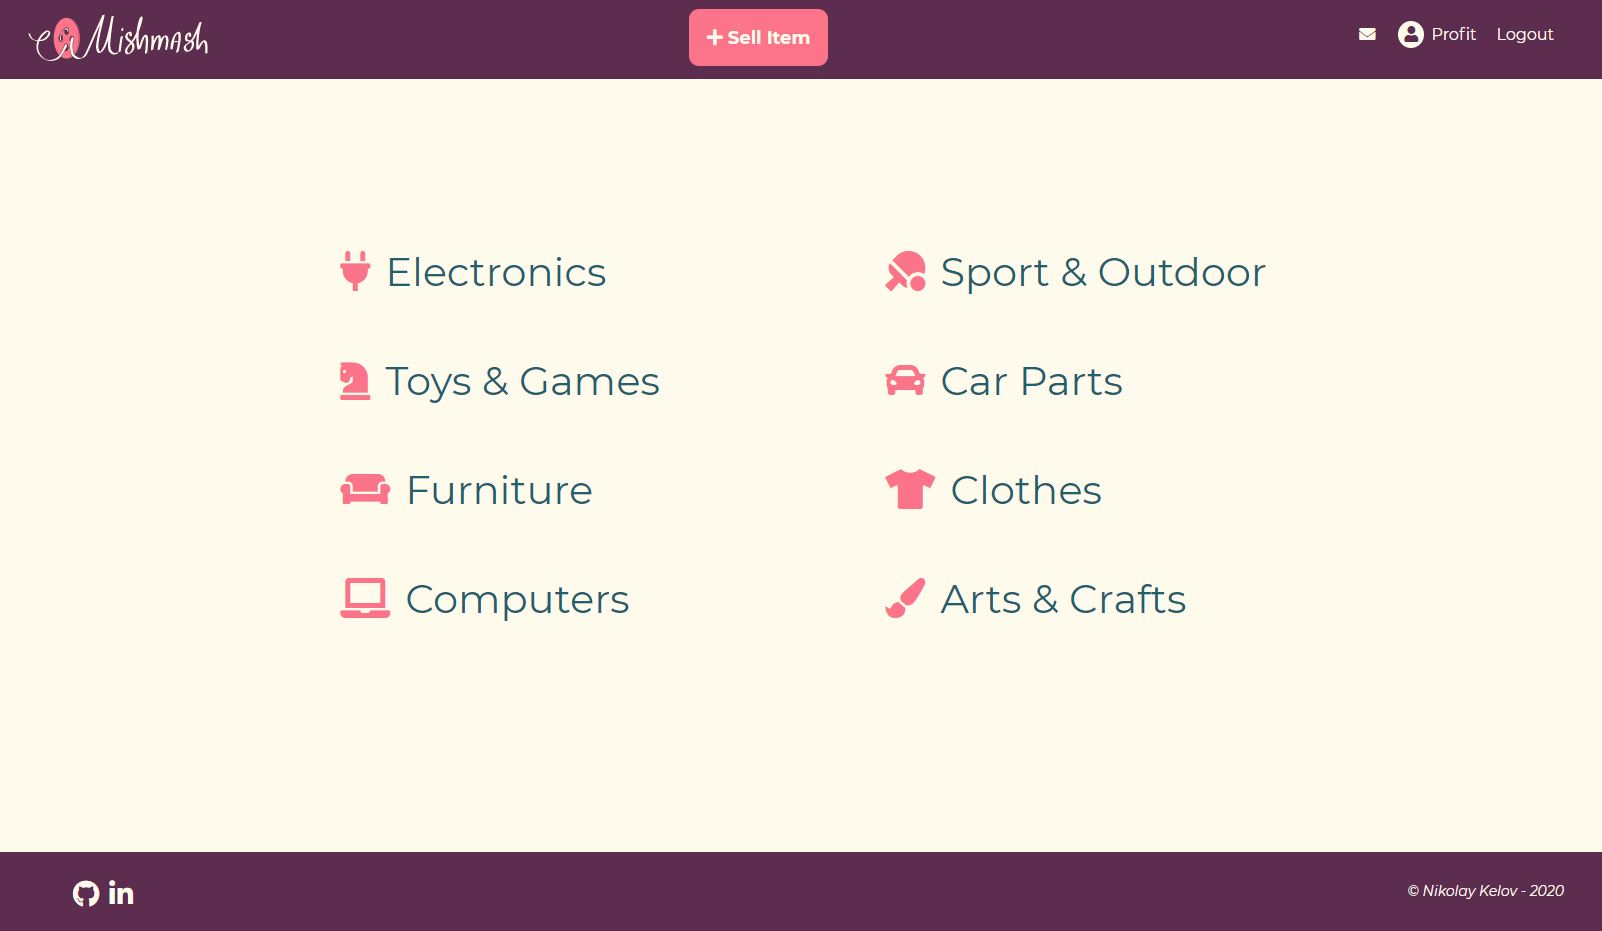 Mishmash
Sell Item
Profit
Logout
Electronics
Sport & Outdoor
Toys & Games
Car Parts
Furniture
Clothes
Computers
Arts & Crafts
in
© Nikolay Kelov - 2020